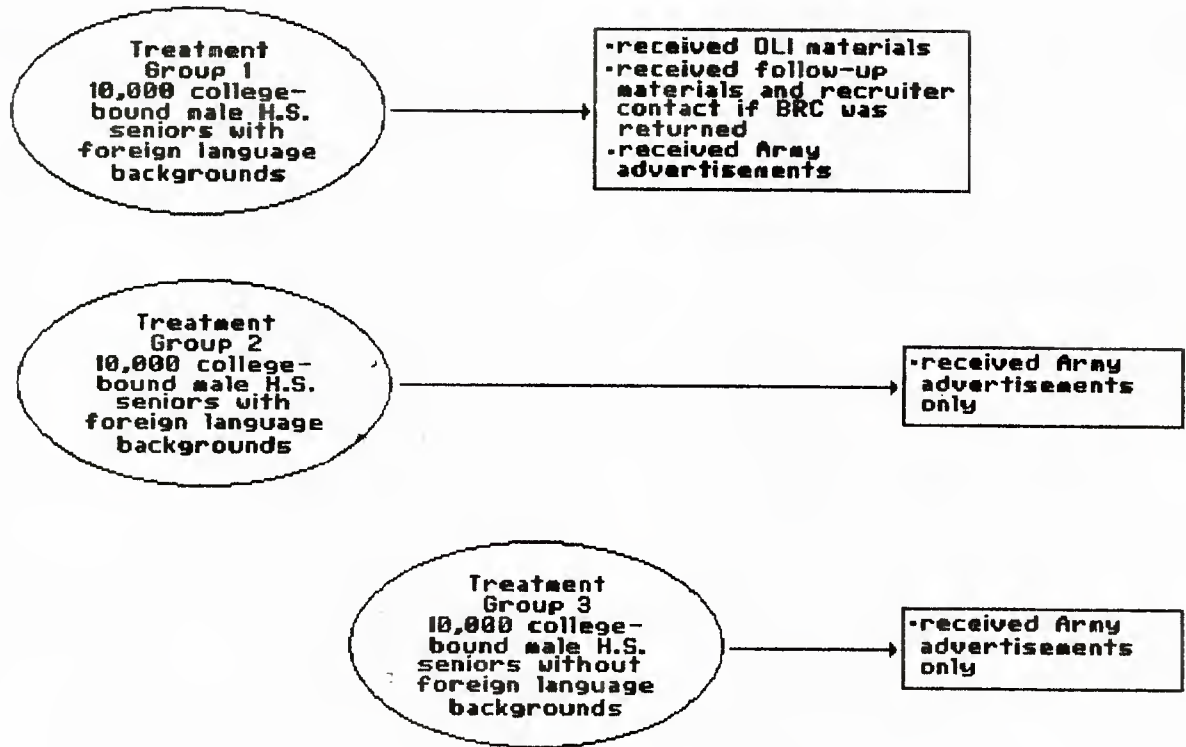 Treatment
Group 1
10,000 college-
bound male H.S.
seniors with
foreign language
backgrounds
•received DLI materials
•received follow-up
materials and recruiter
contact if BRC was
returned
•received Army
advertisements
Treatment
Group 2
10,000 college-
bound male H.S.
seniors with
foreign language
backgrounds
•received Army
advertisements
only
Treatment
Group 3
10,000 college-
bound male H.S.
seniors without
foreign language
backgrounds
•received Army
advertisements
only